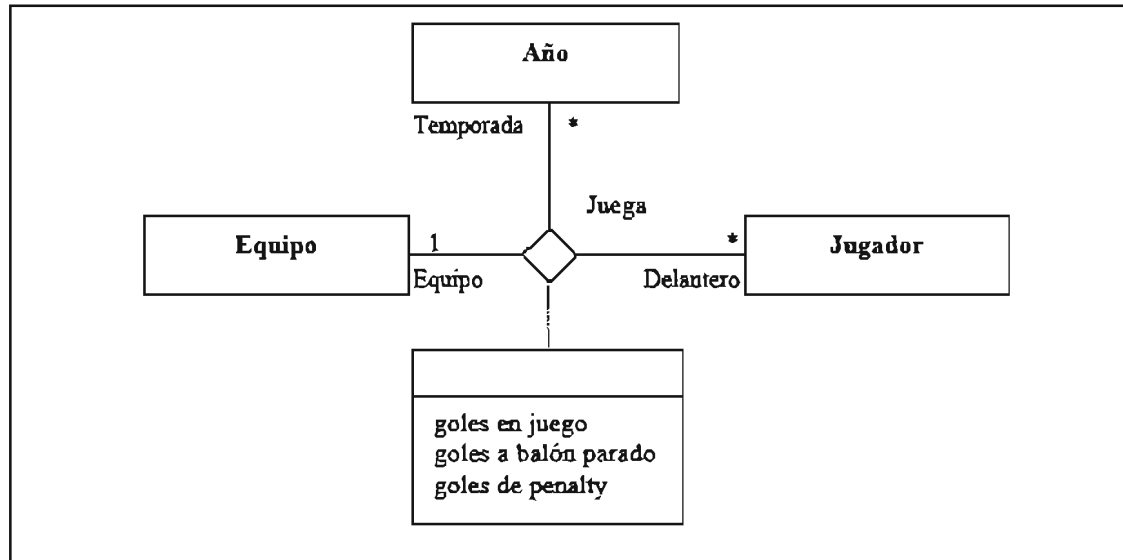 Año
Temporada *
Juega
Equipo
1
Equipo
*
Delantero
Jugador
goles en juego
goles a balón parado
goles de penalty